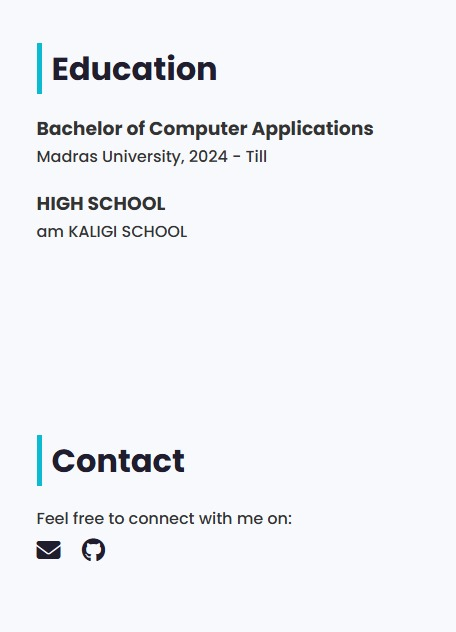 Education
Bachelor of Computer Applications
Madras University, 2024 - Till
HIGH SCHOOL
am KALIGI SCHOOL
Contact
Feel free to connect with me on: